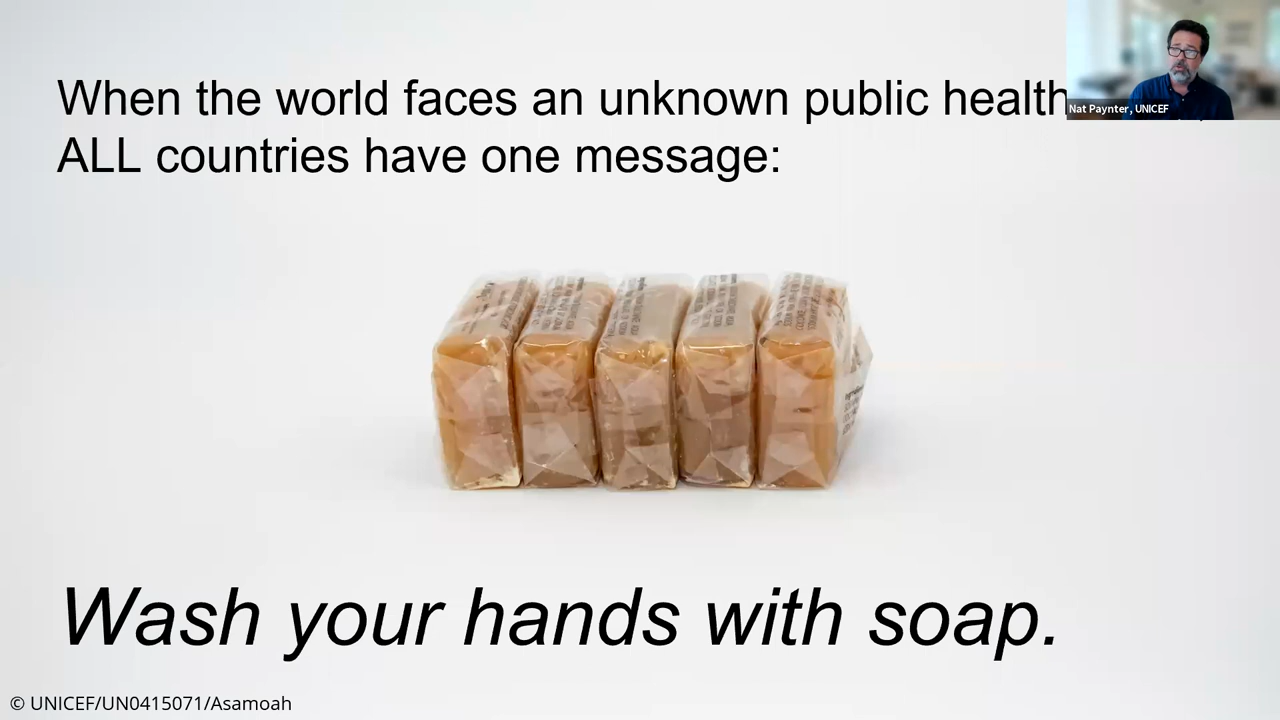 When the world faces an unknown public health
ALL countries have one message:
Nat Paynter, UNICEF
Wash your hands with soap.
© UNICEF/UN0415071/Asamoah